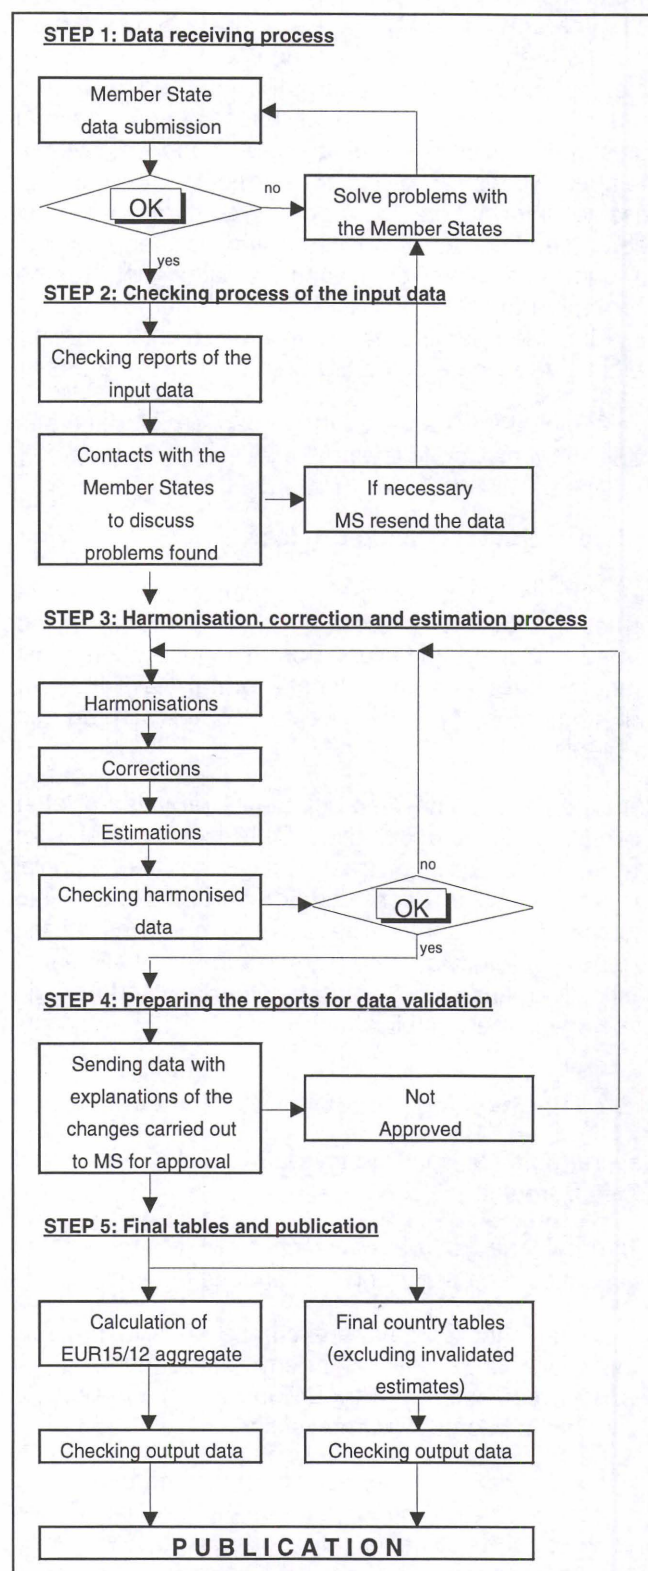 STEP 1: Data receiving process
Member State
data submission
OK
no
Solve problems with
the Member States
yes
STEP 2: Checking process of the input data
Checking reports of the
input data
Contacts with the
Member States
to discuss
problems found
If necessary
MS resend the data
STEP 3: Harmonisation, correction and estimation process
Harmonisations
Corrections
Estimations
Checking harmonised
data
no
OK
yes
STEP 4: Preparing the reports for data validation
Sending data with
explanations of the
changes carried out
to MS for approval
Not
Approved
STEP 5: Final tables and publication
Calculation of
EUR15/12 aggregate
Final country tables
(excluding invalidated
estimates)
Checking output data
Checking output data
PUBLICATION